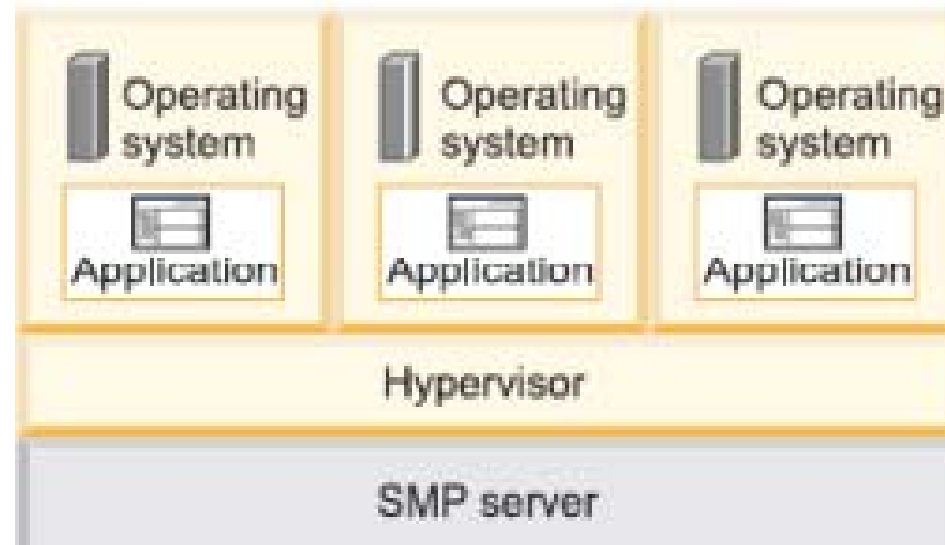 Operating
system
Application
Operating
system
Application
Operating
system
Application
Hypervisor
SMP server